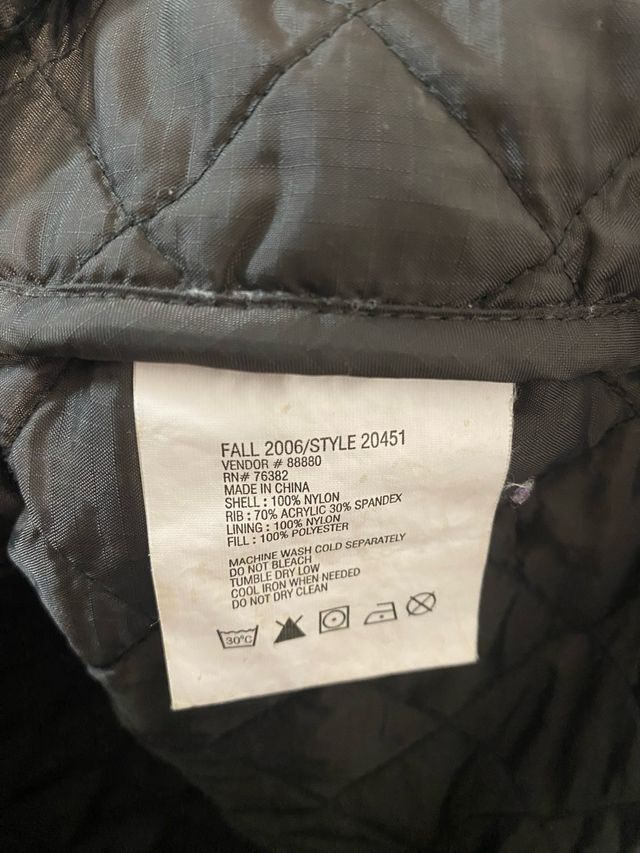 FALL 2006/STYLE 20451
VENDOR # 88880
RN# 76382
MADE IN CHINA
SHELL : 100% NYLON
RIB : 70% ACRYLIC 30% SPANDEX
LINING : 100% NYLON
FILL : 100% POLYESTER
MACHINE WASH COLD SEPARATELY
DO NOT BLEACH
TUMBLE DRY LOW
COOL IRON WHEN NEEDED
DO NOT DRY CLEAN
30°C